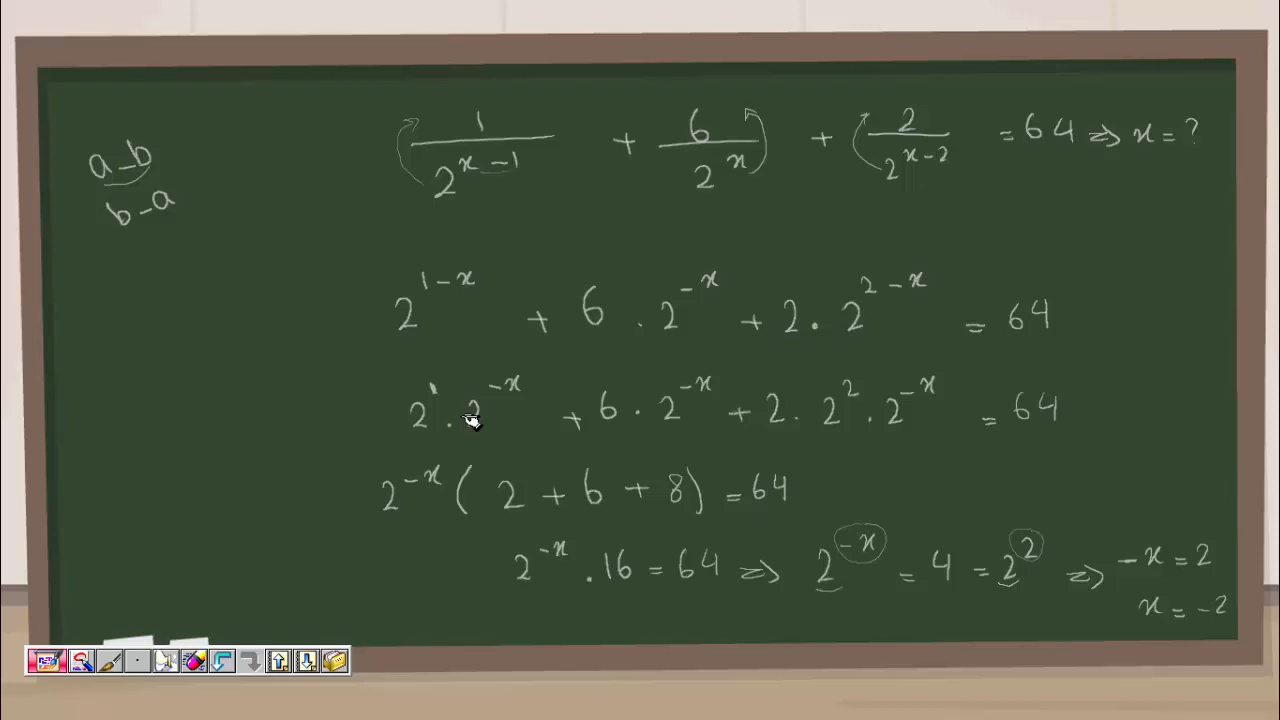 a-b
b-a
1/2^(x-1) + 6/2^x + 2/2^(x-2) = 64 => x = ?
2^(1-x) + 6 . 2^(-x) + 2 . 2^(2-x) = 64
2^1 . 2^(-x) + 6 . 2^(-x) + 2 . 2^2 . 2^(-x) = 64
2^(-x) ( 2 + 6 + 8 ) = 64
2^(-x) . 16 = 64 => 2^(-x) = 4 = 2^2 => -x = 2
x = -2